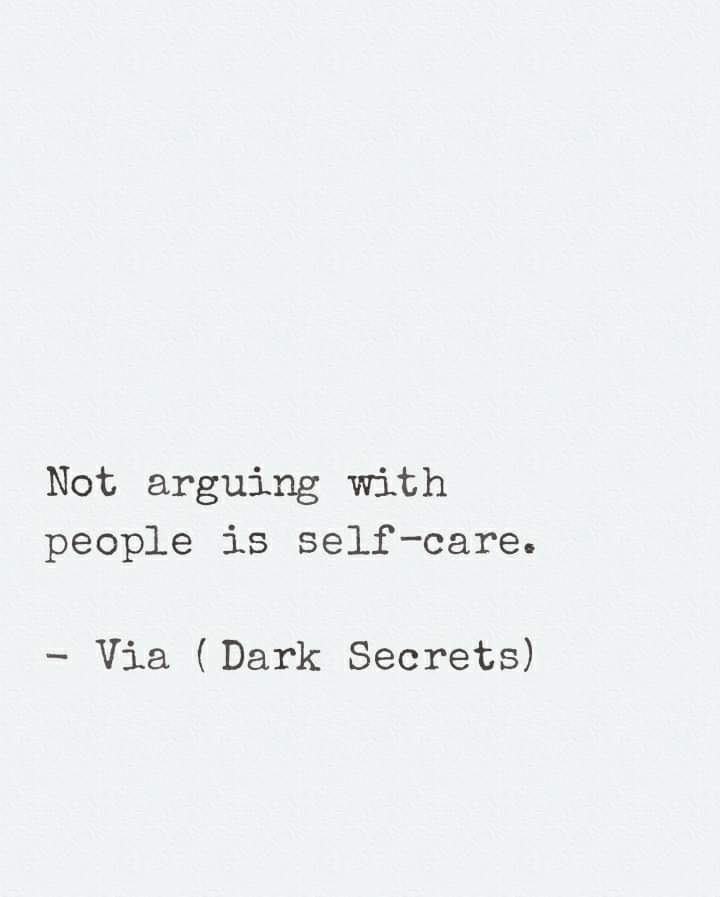 Not arguing with
people is self-care.
- Via (Dark Secrets)